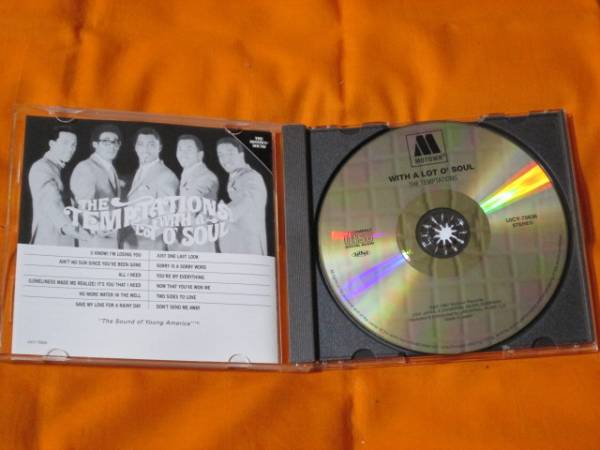 THE
TEMPTATIONS
WITH A
LOT O' SOUL
(I KNOW) I'M LOSING YOU
JUST ONE LAST LOOK
AIN'T NO SUN SINCE YOU'VE BEEN GONE
SORRY IS A SORRY WORD
ALL I NEED
YOU'RE MY EVERYTHING
(LONELINESS MADE ME REALIZE) IT'S YOU THAT I NEED
NOW THAT YOU'VE WON ME
NO MORE WATER IN THE WELL
TWO SIDES TO LOVE
SAVE MY LOVE FOR A RAINY DAY
DON'T SEND ME AWAY
"The Sound of Young America"
M
MOTOWN
WITH A LOT O' SOUL
THE TEMPTATIONS
COMPACT
disc
DIGITAL AUDIO
STEREO